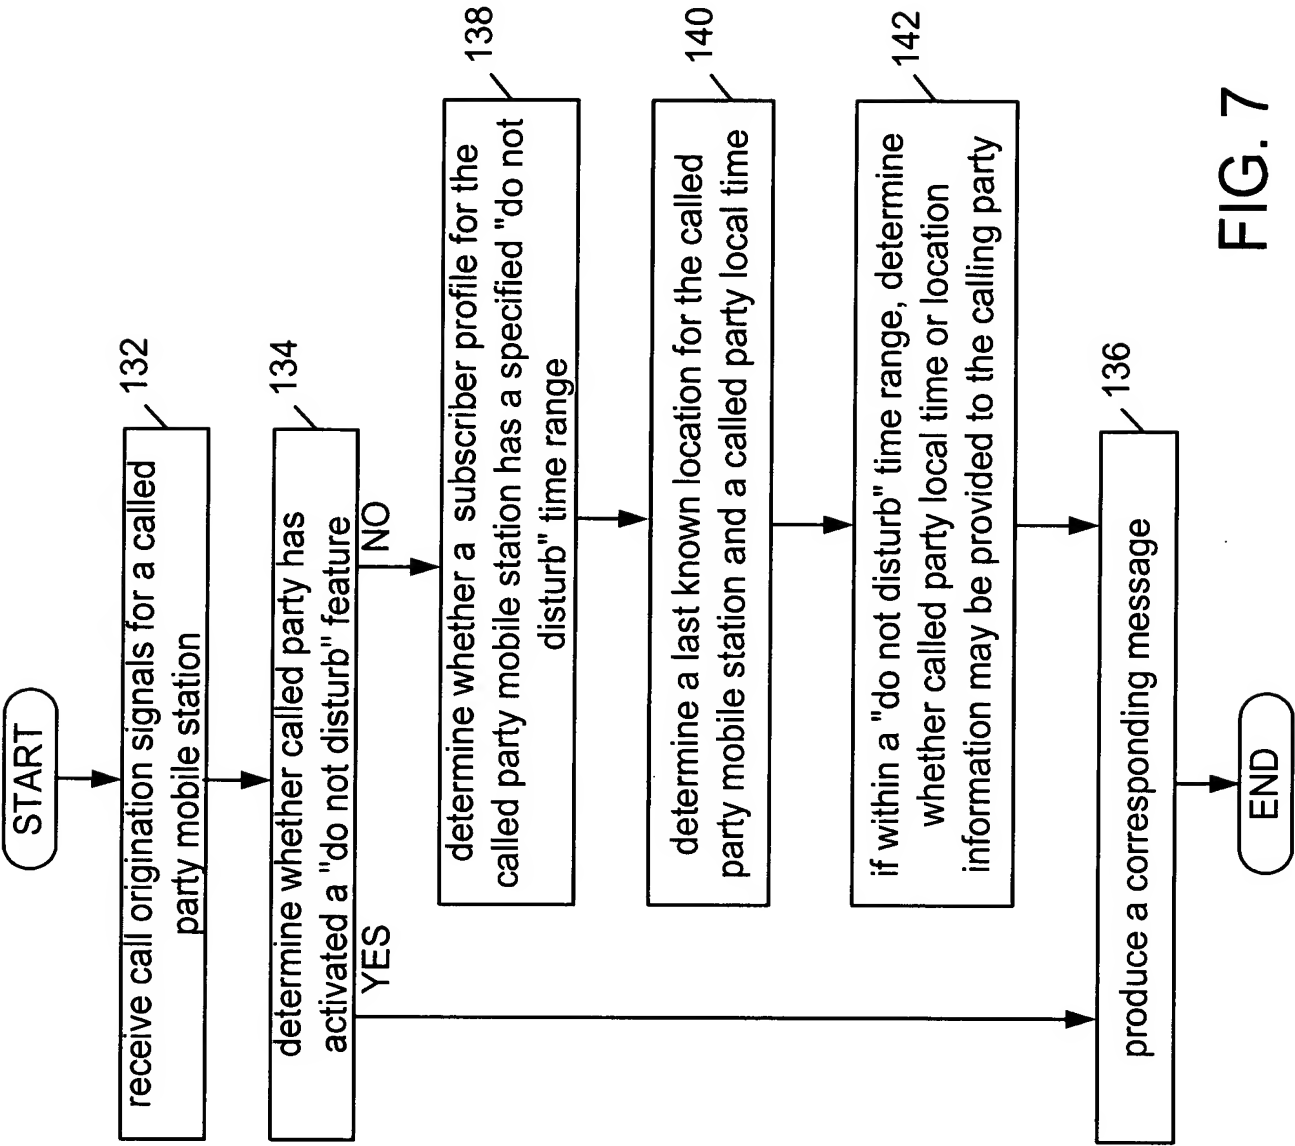 START
receive call origination signals for a called
party mobile station
132
determine whether called party has
activated a "do not disturb" feature
134
YES
NO
determine whether a subscriber profile for the
called party mobile station has a specified "do not
disturb" time range
138
determine a last known location for the called
party mobile station and a called party local time
140
if within a "do not disturb" time range, determine
whether called party local time or location
information may be provided to the calling party
142
produce a corresponding message
136
END
FIG. 7